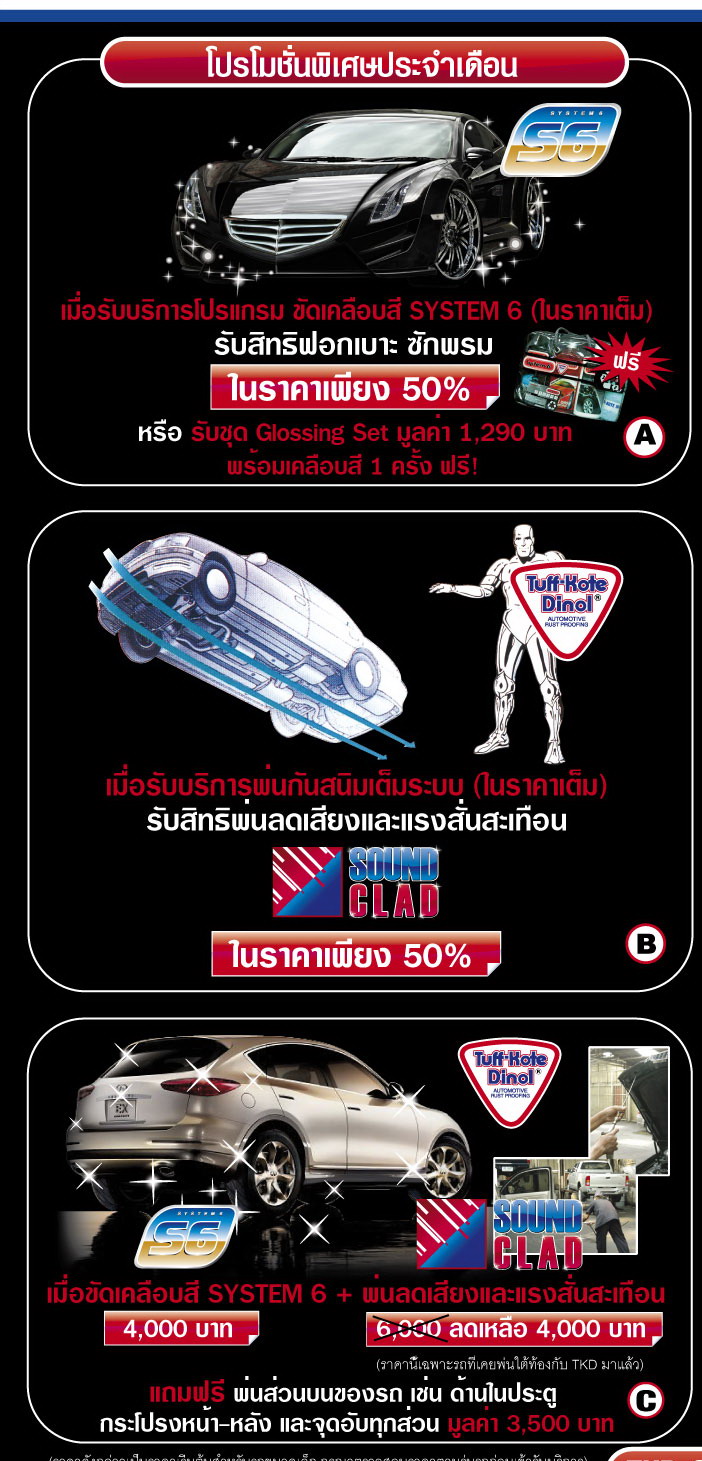 โปรโมชั่นพิเศษประจำเดือน
SYSTEM 6
S6
เมื่อรับบริการโปรแกรม ขัดเคลือบสี SYSTEM 6 (ในราคาเต็ม)
รับสิทธิฟอกเบาะ ซักพรม
ฟรี
ในราคาเพียง 50%
หรือ รับชุด Glossing Set มูลค่า 1,290 บาท
A
พร้อมเคลือบสี 1 ครั้ง ฟรี!
Tuff-Kote
Dinol®
AUTOMOTIVE
RUST PROOFING
เมื่อรับบริการพ่นกันสนิมเต็มระบบ (ในราคาเต็ม)
รับสิทธิพ่นลดเสียงและแรงสั่นสะเทือน
SOUND
CLAD
ในราคาเพียง 50%
B
Tuff-Kote
Dinol®
AUTOMOTIVE
RUST PROOFING
EX
SYSTEM 6
S6
SOUND
CLAD
เมื่อขัดเคลือบสี SYSTEM 6 + พ่นลดเสียงและแรงสั่นสะเทือน
4,000 บาท
6,000 ลดเหลือ 4,000 บาท
(ราคานี้เฉพาะรถที่เคยพ่นใต้ท้องกับ TKD มาแล้ว)
แถมฟรี พ่นส่วนบนของรถ เช่น ด้านในประตู
C
กระโปรงหน้า-หลัง และจุดอับทุกส่วน มูลค่า 3,500 บาท